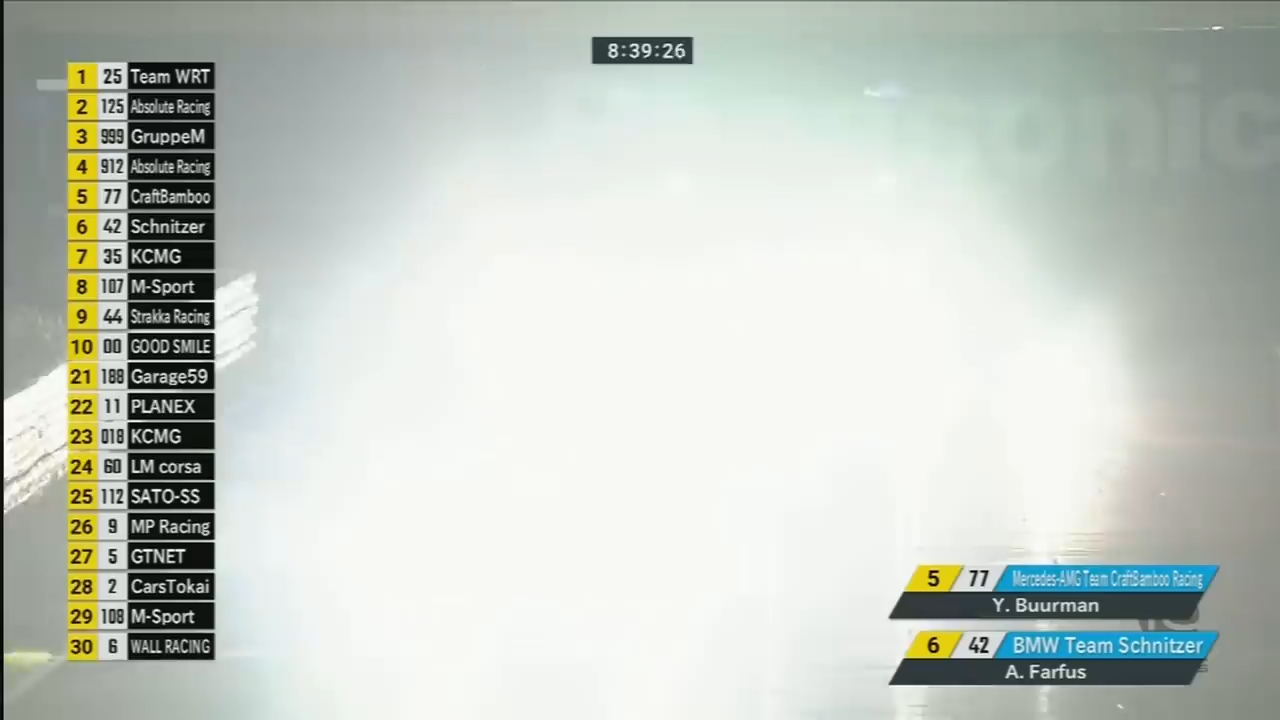 8:39:26
1 25 Team WRT
2 125 Absolute Racing
3 999 GruppeM
4 912 Absolute Racing
5 77 CraftBamboo
6 42 Schnitzer
7 35 KCMG
8 107 M-Sport
9 44 Strakka Racing
10 00 GOOD SMILE
21 188 Garage59
22 11 PLANEX
23 018 KCMG
24 60 LM corsa
25 112 SATO-SS
26 9 MP Racing
27 5 GTNET
28 2 CarsTokai
29 108 M-Sport
30 6 WALL RACING
5 77 Mercedes-AMG Team CraftBamboo Racing
Y. Buurman
6 42 BMW Team Schnitzer
A. Farfus